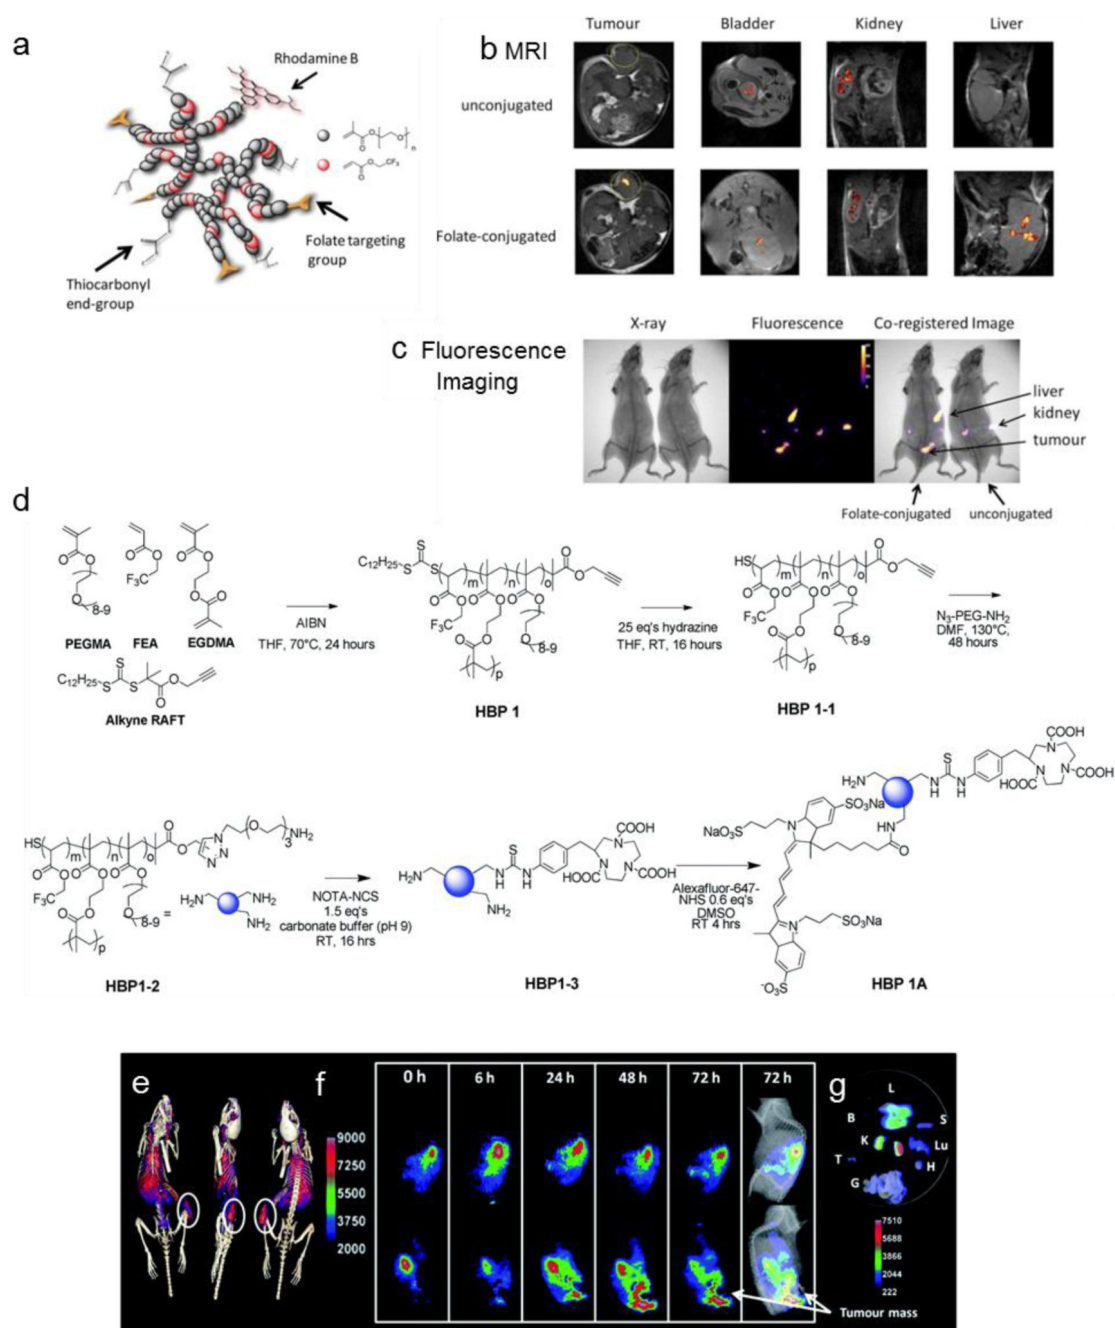 a
Rhodamine B
n
CF3
Folate targeting
group
Thiocarbonyl
end-group
b MRI
Tumour
Bladder
Kidney
Liver
unconjugated
Folate-conjugated
c Fluorescence
Imaging
X-ray
Fluorescence
Co-registered Image
liver
kidney
tumour
Folate-conjugated
unconjugated
d
PEGMA
FEA
EGDMA
Alkyne RAFT
AIBN
THF, 70°C, 24 hours
HBP 1
25 eq's hydrazine
THF, RT, 16 hours
HBP 1-1
N3-PEG-NH2
DMF, 130°C,
48 hours
HBP1-2
NOTA-NCS
1.5 eq's
carbonate buffer (pH 9)
RT, 16 hrs
HBP1-3
Alexafluor-647-
NHS 0.6 eq's
DMSO
RT 4 hrs
HBP 1A
e
f
0 h
6 h
24 h
48 h
72 h
72 h
9000
7250
5500
3750
2000
Tumour mass
g
L
B
S
K
Lu
T
H
G
7510
5688
3866
2044
222